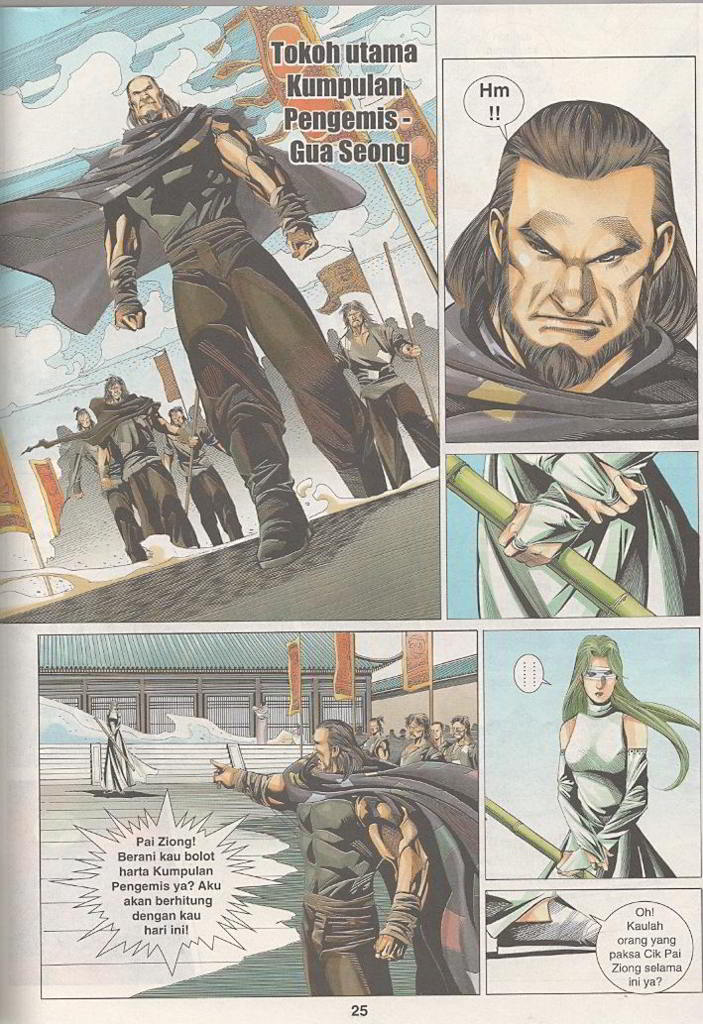 Tokoh utama
Kumpulan
Pengemis -
Gua Seong
Hm
!!
Pai Ziong!
Berani kau bolot
harta Kumpulan
Pengemis ya? Aku
akan berhitung
dengan kau
hari ini!
Oh!
Kaulah
orang yang
paksa Cik Pai
Ziong selama
ini ya?
25